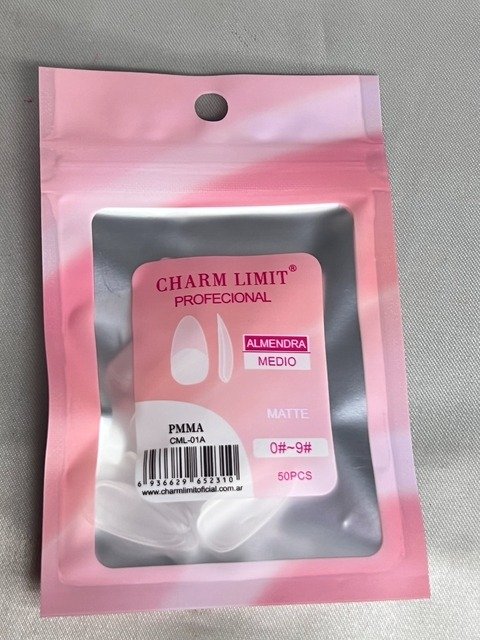 CHARM LIMIT®
PROFECIONAL
ALMENDRA
MEDIO
MATTE
PMMA
CML-01A
0#~9#
6 936629 652310
50PCS
www.charmlimitoficial.com.ar